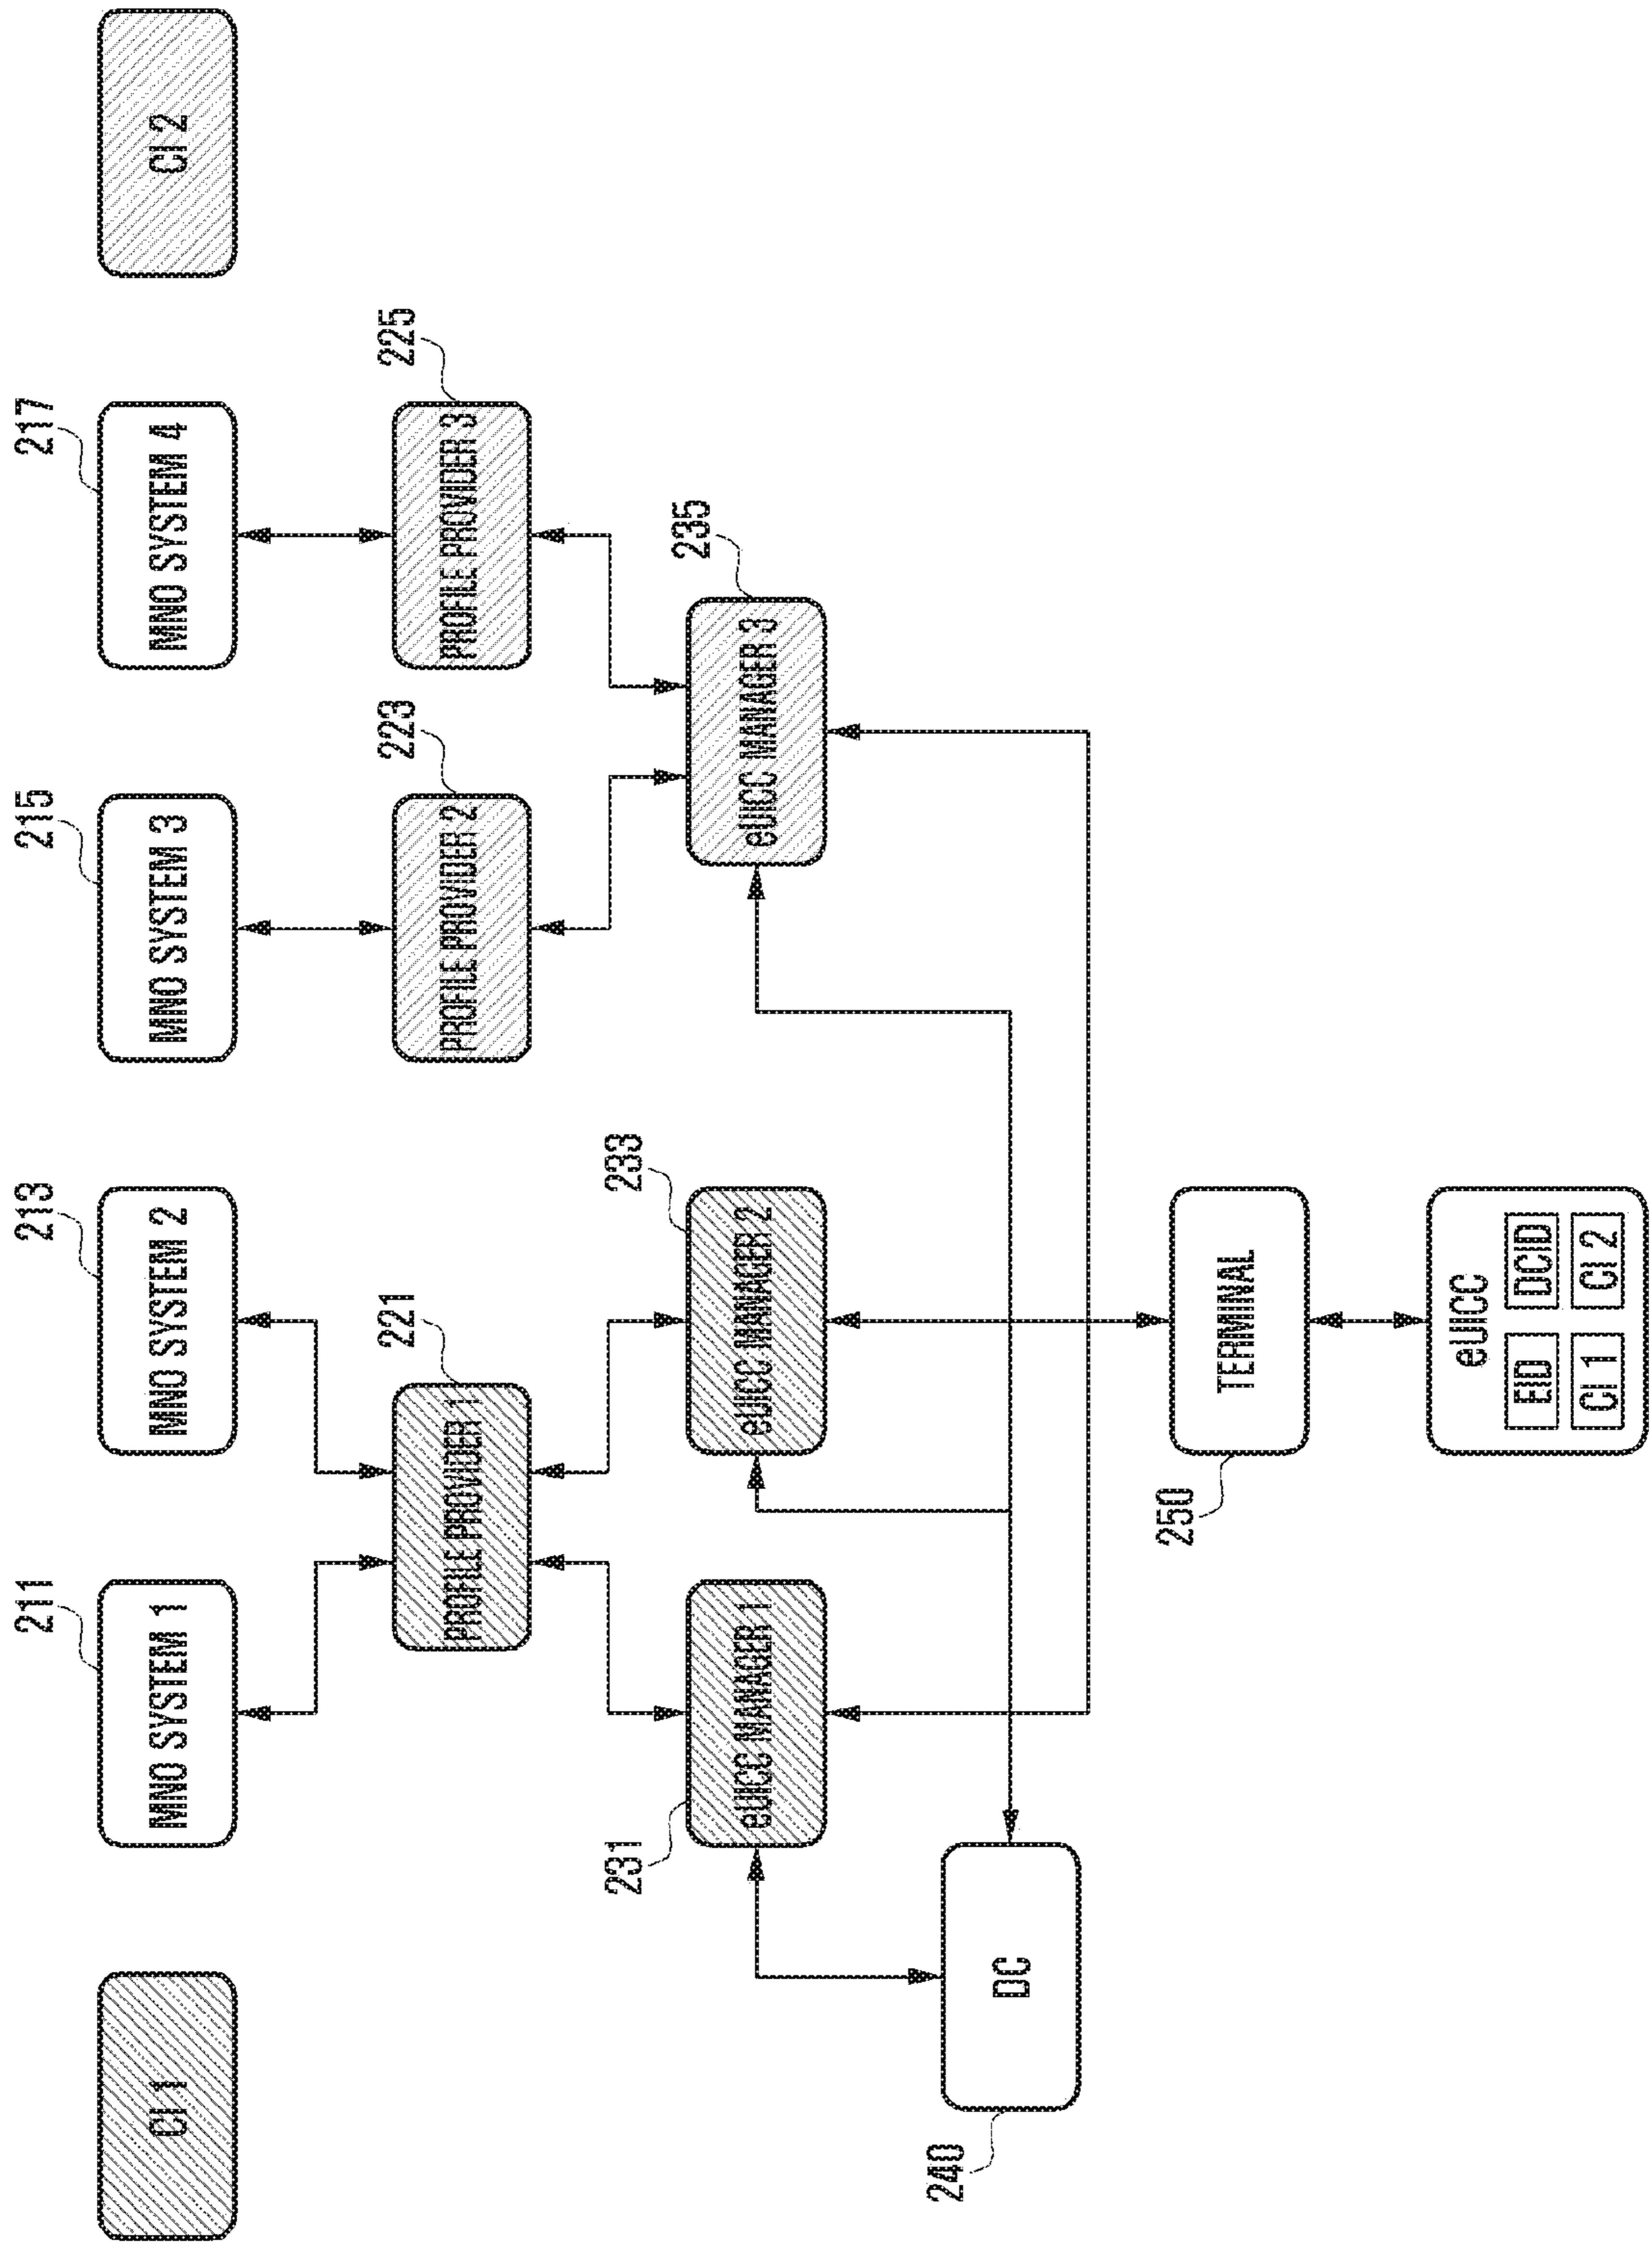 211
213
215
217
CI 1
MNO SYSTEM 1
MNO SYSTEM 2
MNO SYSTEM 3
MNO SYSTEM 4
CI 2
221
223
225
PROFILE PROVIDER 1
PROFILE PROVIDER 2
PROFILE PROVIDER 3
231
233
235
eUICC MANAGER 1
eUICC MANAGER 2
eUICC MANAGER 3
240
DC
250
TERMINAL
eUICC
EID
DCID
CI 1
CI 2